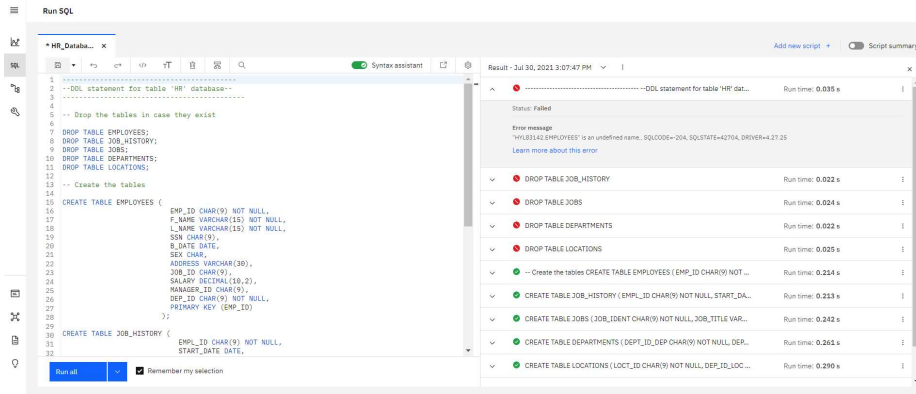 Run SQL
* HR_Databa... ×
Add new script +
Script summary
SQL
Syntax assistant
Result - Jul 30, 2021 3:07:47 PM
1 ------------------------------------------
2 --DDL statement for table 'HR' database--
3 --------------------------------------------
4
5 -- Drop the tables in case they exist
6
7 DROP TABLE EMPLOYEES;
8 DROP TABLE JOB_HISTORY;
9 DROP TABLE JOBS;
10 DROP TABLE DEPARTMENTS;
11 DROP TABLE LOCATIONS;
12
13 -- Create the tables
14
15 CREATE TABLE EMPLOYEES (
16 EMP_ID CHAR(9) NOT NULL,
17 F_NAME VARCHAR(15) NOT NULL,
18 L_NAME VARCHAR(15) NOT NULL,
19 SSN CHAR(9),
20 B_DATE DATE,
21 SEX CHAR,
22 ADDRESS VARCHAR(30),
23 JOB_ID CHAR(9),
24 SALARY DECIMAL(10,2),
25 MANAGER_ID CHAR(9),
26 DEP_ID CHAR(9) NOT NULL,
27 PRIMARY KEY (EMP_ID)
28 );
29
30 CREATE TABLE JOB_HISTORY (
31 EMPL_ID CHAR(9) NOT NULL,
32 START_DATE DATE,
Run all
Remember my selection
------------------------------------------ --DDL statement for table 'HR' dat... Run time: 0.035 s
Status: Failed
Error message
"HYL83142.EMPLOYEES" is an undefined name.. SQLCODE=-204, SQLSTATE=42704, DRIVER=4.27.25
Learn more about this error
DROP TABLE JOB_HISTORY Run time: 0.022 s
DROP TABLE JOBS Run time: 0.024 s
DROP TABLE DEPARTMENTS Run time: 0.022 s
DROP TABLE LOCATIONS Run time: 0.025 s
-- Create the tables CREATE TABLE EMPLOYEES ( EMP_ID CHAR(9) NOT ... Run time: 0.214 s
CREATE TABLE JOB_HISTORY ( EMPL_ID CHAR(9) NOT NULL, START_DA... Run time: 0.213 s
CREATE TABLE JOBS ( JOB_IDENT CHAR(9) NOT NULL, JOB_TITLE VAR... Run time: 0.242 s
CREATE TABLE DEPARTMENTS ( DEPT_ID_DEP CHAR(9) NOT NULL, DEP... Run time: 0.261 s
CREATE TABLE LOCATIONS ( LOCT_ID CHAR(9) NOT NULL, DEP_ID_LOC ... Run time: 0.290 s